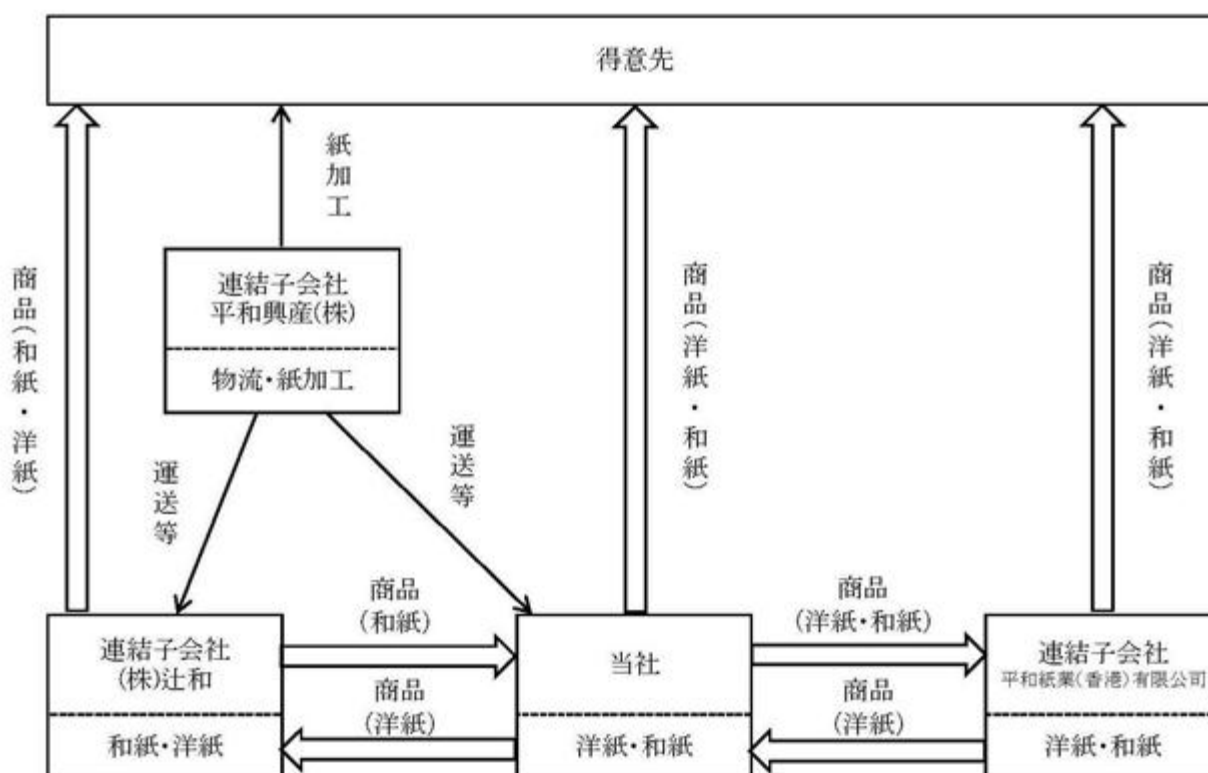 得意先
紙加工
連結子会社
平和興産(株)
物流・紙加工
商品(和紙・洋紙)
運送等
運送等
商品(洋紙・和紙)
商品(洋紙・和紙)
連結子会社
(株)辻和
和紙・洋紙
商品
(和紙)
商品
(洋紙)
当社
洋紙・和紙
商品
(洋紙・和紙)
商品
(洋紙)
連結子会社
平和紙業(香港)有限公司
洋紙・和紙